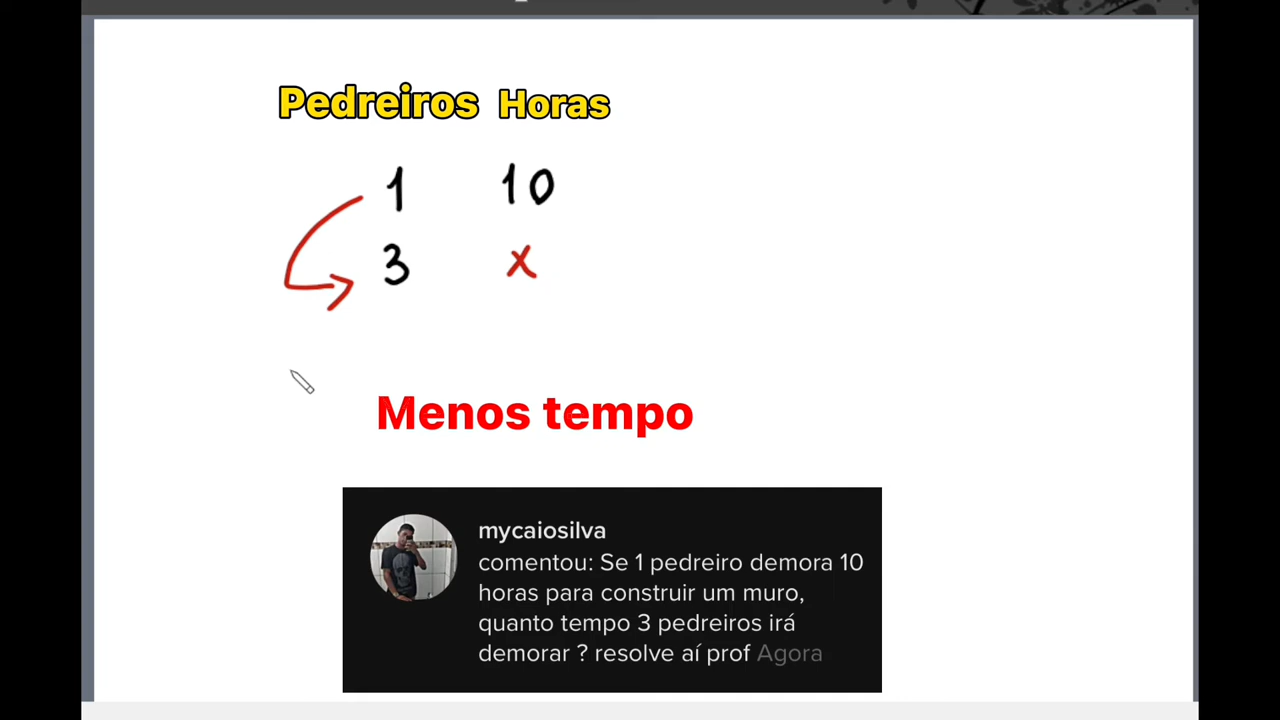 Pedreiros Horas
1 10
3 x
Menos tempo
mycaiosilva
comentou: Se 1 pedreiro demora 10
horas para construir um muro,
quanto tempo 3 pedreiros irá
demorar ? resolve aí prof Agora